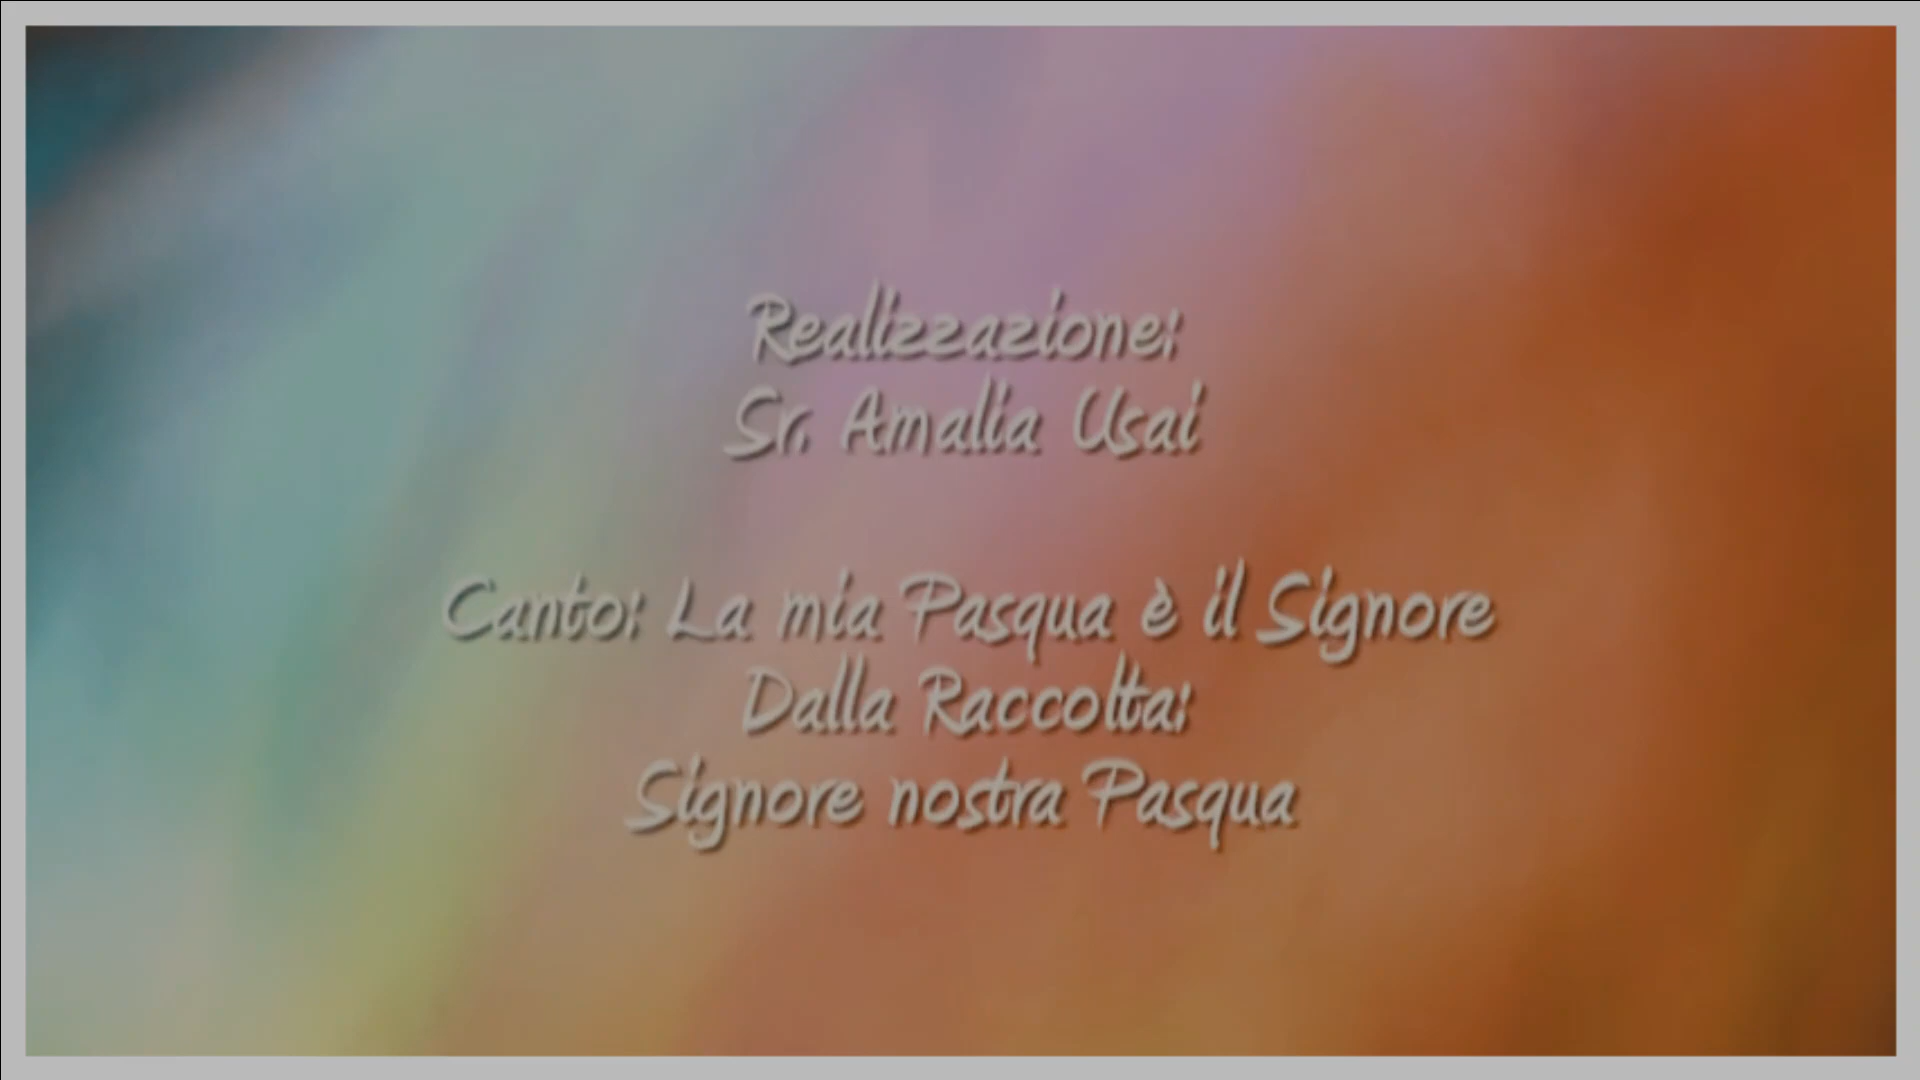 Realizzazione:
Sr. Amalia Usai
Canto: La mia Pasqua è il Signore
Dalla Raccolta:
Signore nostra Pasqua